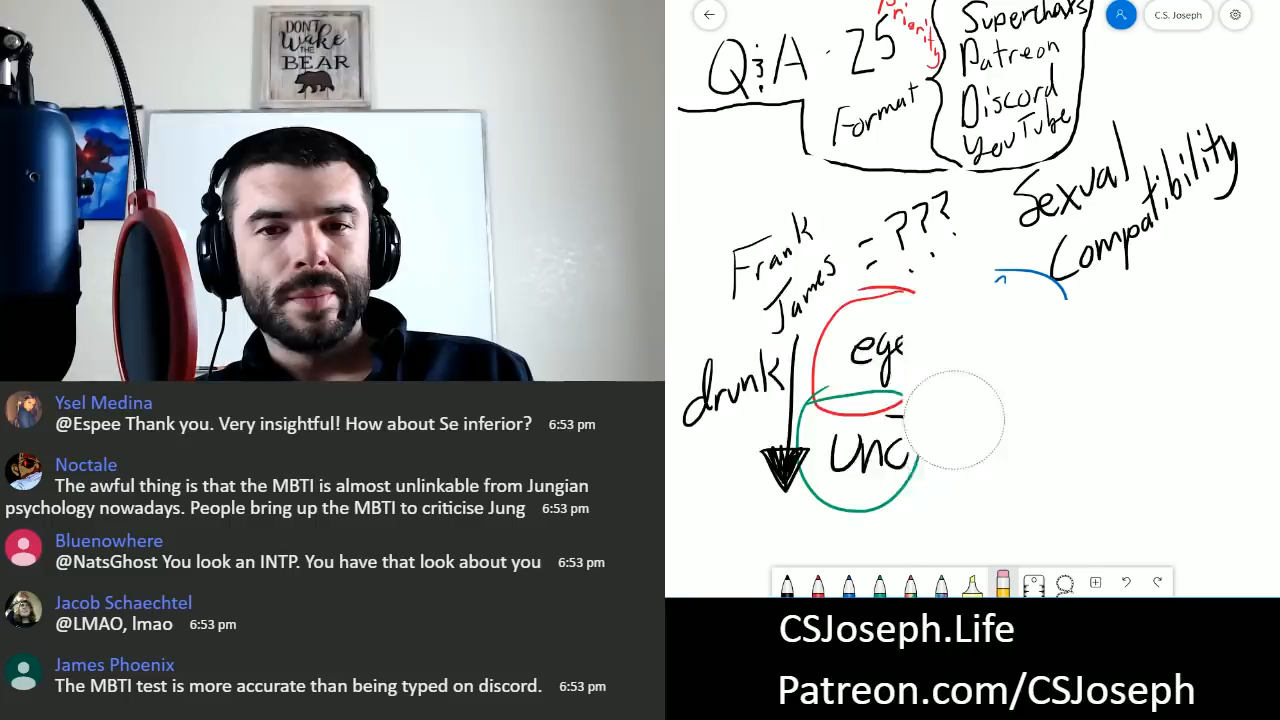 DON'T
Wake
THE
BEAR
Q&A - 25
Format
Priority
Superchats
Patreon
Discord
YouTube
C.S. Joseph
Sexual
Compatibility
Frank
James = ???
drunk
ege
Unc
Ysel Medina
@Espee Thank you. Very insightful! How about Se inferior? 6:53 pm
Noctale
The awful thing is that the MBTI is almost unlinkable from Jungian
psychology nowadays. People bring up the MBTI to criticise Jung 6:53 pm
Bluenowhere
@NatsGhost You look an INTP. You have that look about you 6:53 pm
Jacob Schaechtel
@LMAO, lmao 6:53 pm
James Phoenix
The MBTI test is more accurate than being typed on discord. 6:53 pm
CSJoseph.Life
Patreon.com/CSJoseph